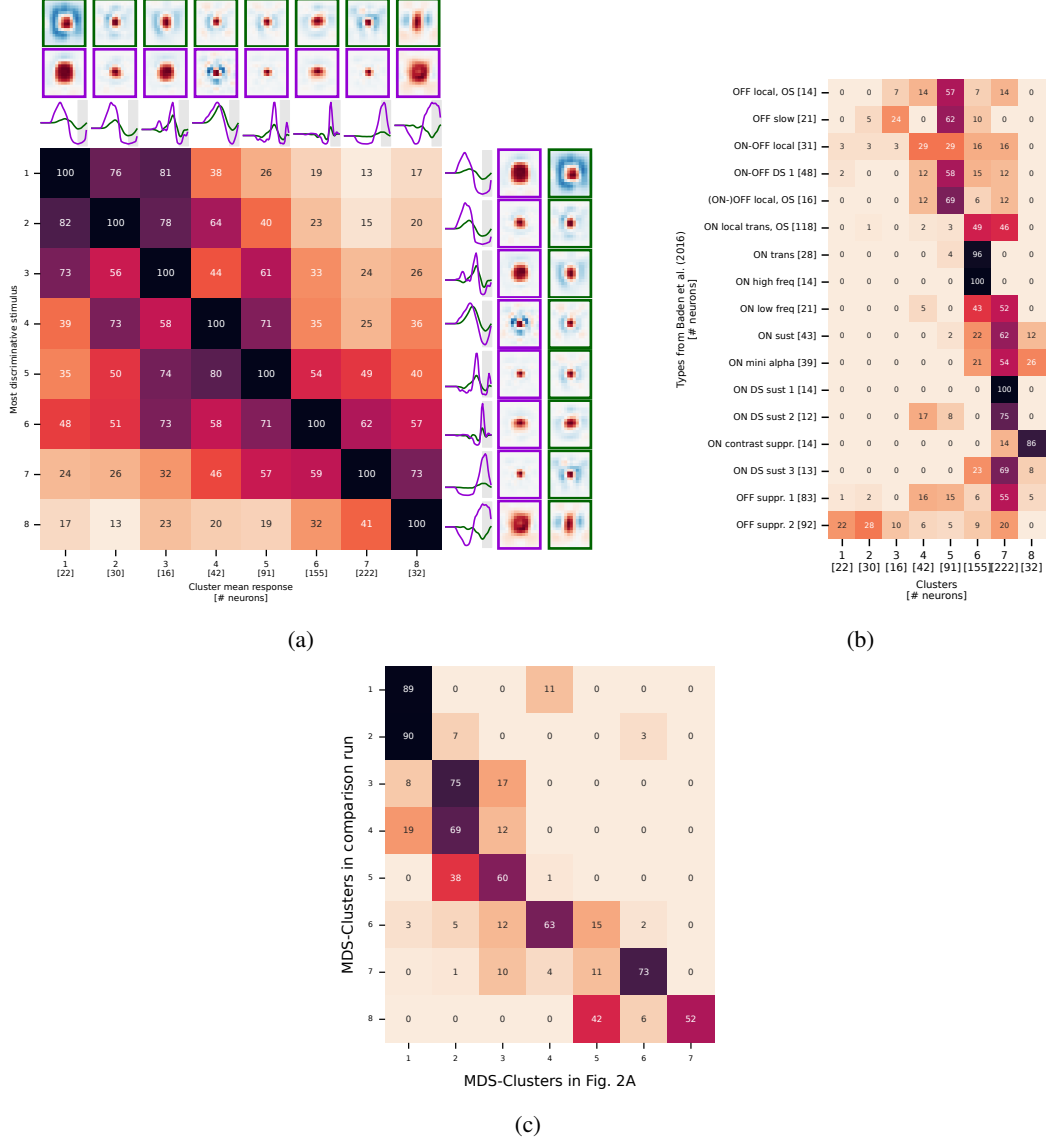 Most discriminative stimulus
1 100 76 81 38 26 19 13 17
2 82 100 78 64 40 23 15 20
3 73 56 100 44 61 33 24 26
4 39 73 58 100 71 35 25 36
5 35 50 74 80 100 54 49 40
6 48 51 73 58 71 100 62 57
7 24 26 32 46 57 59 100 73
8 17 13 23 20 19 32 41 100
1 2 3 4 5 6 7 8
[22] [30] [16] [42] [91] [155] [222] [32]
Cluster mean response
[# neurons]
(a)
Types from Baden et al. (2016)
[# neurons]
OFF local, OS [14] 0 0 7 14 57 7 14 0
OFF slow [21] 0 5 24 0 62 10 0 0
ON-OFF local [31] 3 3 3 29 29 16 16 0
ON-OFF DS 1 [48] 2 0 0 12 58 15 12 0
(ON-)OFF local, OS [16] 0 0 0 12 69 6 12 0
ON local trans, OS [118] 0 1 0 2 3 49 46 0
ON trans [28] 0 0 0 0 4 96 0 0
ON high freq [14] 0 0 0 0 0 100 0 0
ON low freq [21] 0 0 0 5 0 43 52 0
ON sust [43] 0 0 0 0 2 22 62 12
ON mini alpha [39] 0 0 0 0 0 21 54 26
ON DS sust 1 [14] 0 0 0 0 0 0 100 0
ON DS sust 2 [12] 0 0 0 17 8 0 75 0
ON contrast suppr. [14] 0 0 0 0 0 0 14 86
ON DS sust 3 [13] 0 0 0 0 0 23 69 8
OFF suppr. 1 [83] 1 2 0 16 15 6 55 5
OFF suppr. 2 [92] 22 28 10 6 5 9 20 0
1 2 3 4 5 6 7 8
[22] [30] [16] [42] [91] [155] [222] [32]
Clusters
[# neurons]
(b)
MDS-Clusters in comparison run
1 89 0 0 11 0 0 0
2 90 7 0 0 0 3 0
3 8 75 17 0 0 0 0
4 19 69 12 0 0 0 0
5 0 38 60 1 0 0 0
6 3 5 12 63 15 2 0
7 0 1 10 4 11 73 0
8 0 0 0 0 42 6 52
1 2 3 4 5 6 7
MDS-Clusters in Fig. 2A
(c)